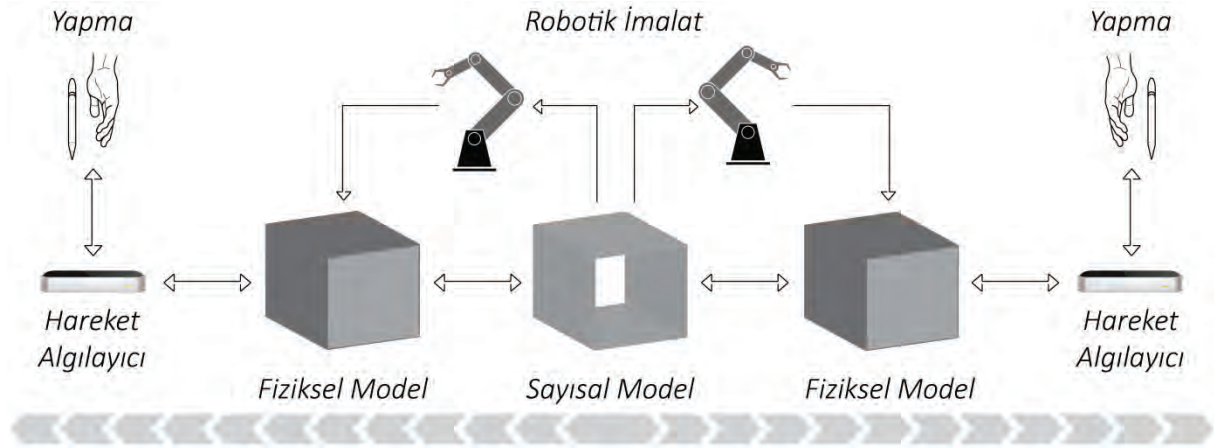 Yapma
Robotik İmalat
Yapma
Hareket
Algılayıcı
Hareket
Algılayıcı
Fiziksel Model
Sayısal Model
Fiziksel Model